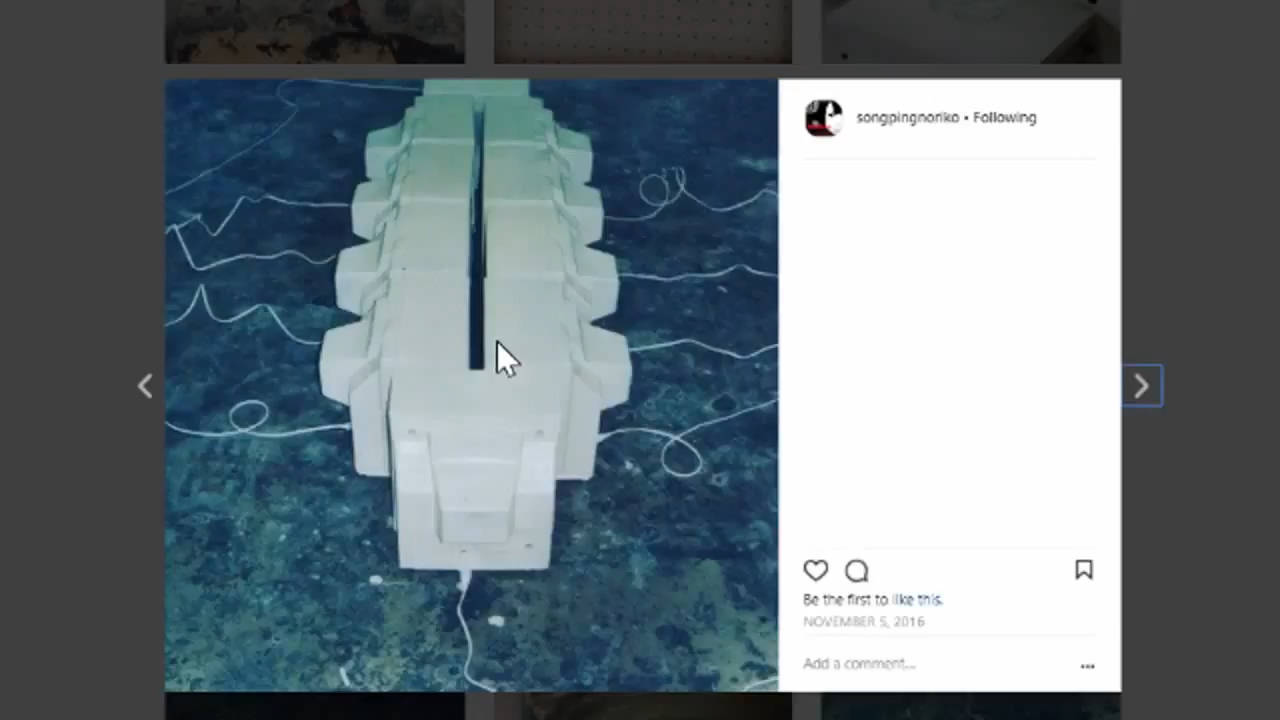 songpingnoriko • Following
Be the first to like this.
NOVEMBER 5, 2016
Add a comment...